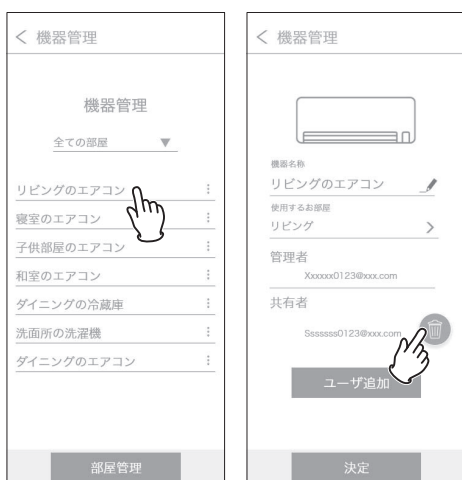 機器管理
機器管理
全ての部屋 ▼
リビングのエアコン
寝室のエアコン
子供部屋のエアコン
和室のエアコン
ダイニングの冷蔵庫
洗面所の洗濯機
ダイニングのエアコン
部屋管理
機器管理
機器名称
リビングのエアコン
使用するお部屋
リビング
管理者
Xxxxxx0123@xxx.com
共有者
Sssssss0123@xxx.com
ユーザ追加
決定